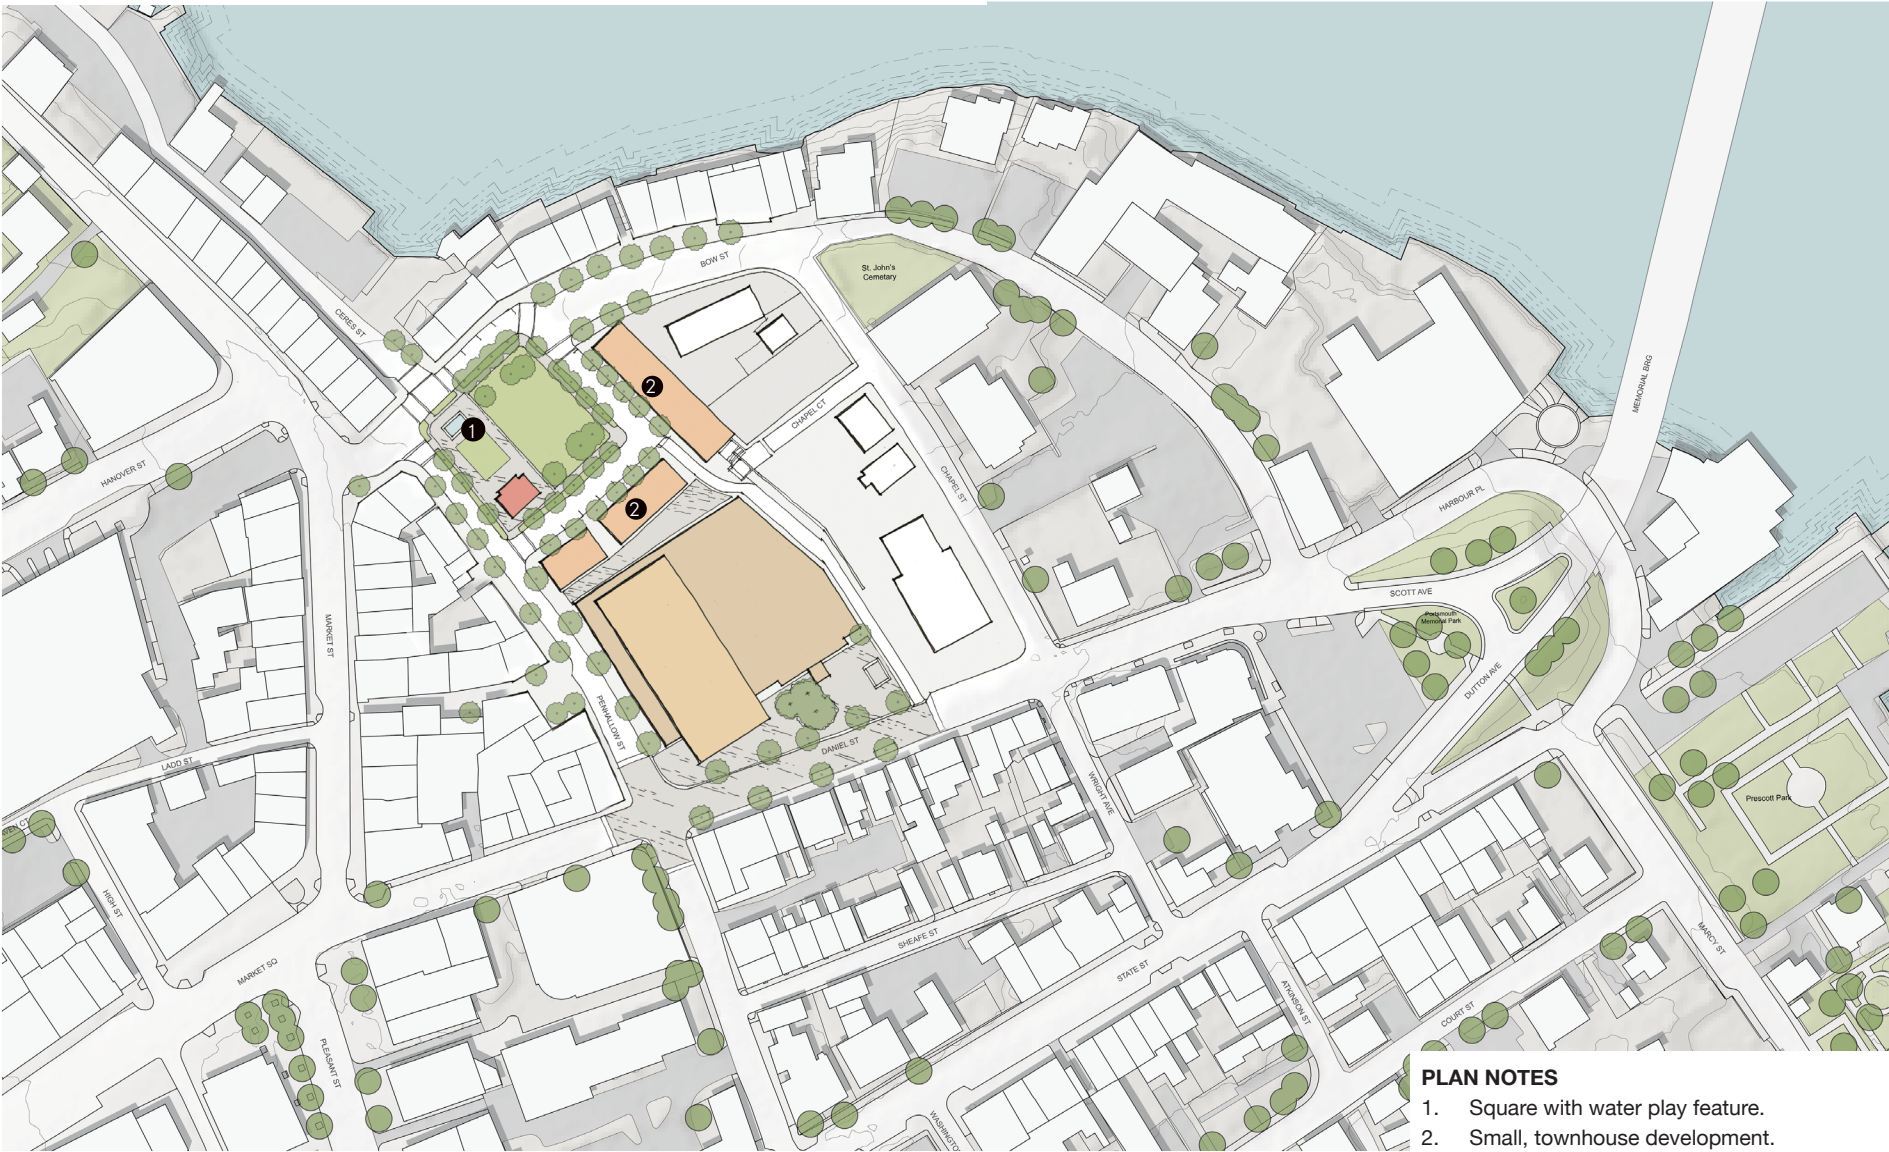 BOW ST
St. John's
Cemetery
CERES ST
2
CHAPEL CT
1
MEMORIAL BRG
HANOVER ST
CHAPEL ST
HARBOUR PL
2
SCOTT AVE
Portsmouth
Memorial Park
MARKET ST
DUTTON AVE
PENHALLOW ST
DANIEL ST
LADD ST
WRIGHT AVE
Prescott Park
HIGH ST
SHEAFE ST
MARCY ST
MARKET SQ
STATE ST
ATKINSON ST
COURT ST
PLEASANT ST
PLAN NOTES
1. Square with water play feature.
2. Small, townhouse development.